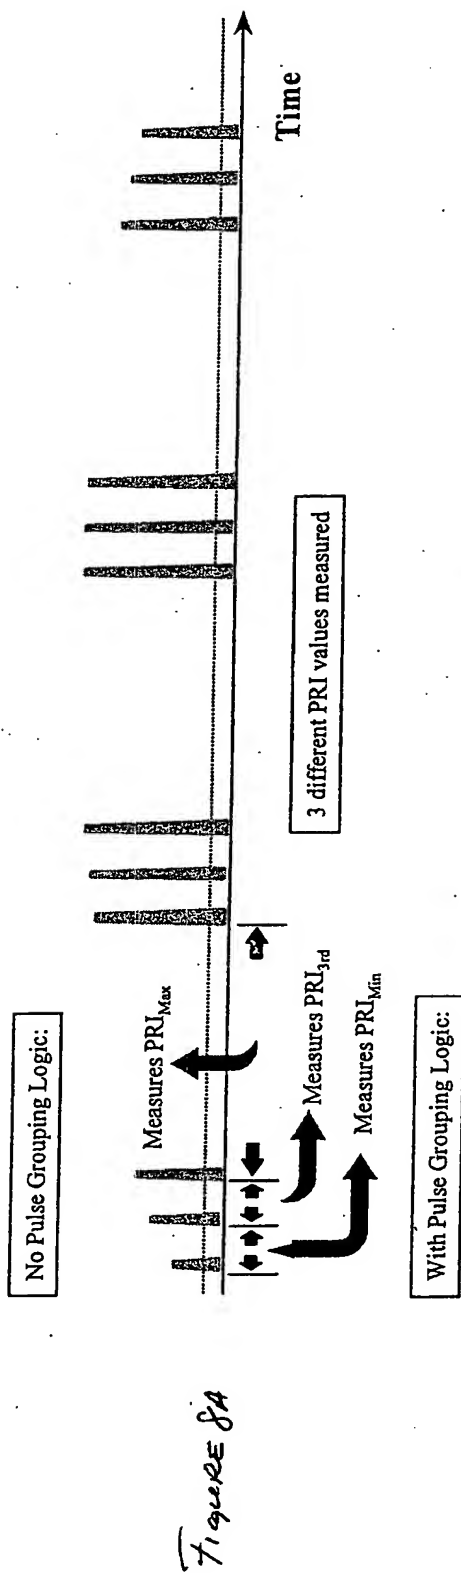 No Pulse Grouping Logic:
Measures PRI_Max
Measures PRI_3rd
Measures PRI_Min
3 different PRI values measured
Time
With Pulse Grouping Logic:
FIGURE 8A